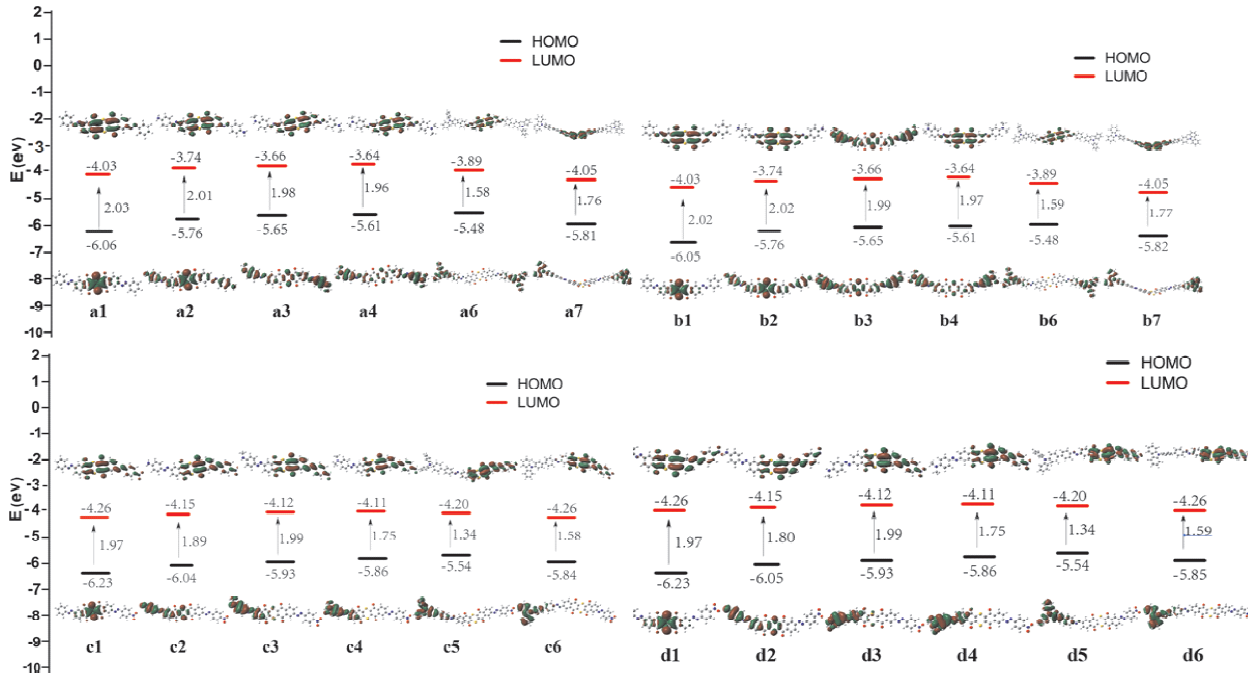 2
1
0
-1
-2
-3
-4
-5
-6
-7
-8
-9
-10
E (eV)
HOMO
LUMO
-4.03 -3.74 -3.66 -3.64 -3.89 -4.05
2.03 2.01 1.98 1.96 1.58 1.76
-6.06 -5.76 -5.65 -5.61 -5.48 -5.81
a1 a2 a3 a4 a6 a7
HOMO
LUMO
-4.03 -3.74 -3.66 -3.64 -3.89 -4.05
2.02 2.02 1.99 1.97 1.59 1.77
-6.05 -5.76 -5.65 -5.61 -5.48 -5.82
b1 b2 b3 b4 b6 b7
2
1
0
-1
-2
-3
-4
-5
-6
-7
-8
-9
-10
E (eV)
HOMO
LUMO
-4.26 -4.15 -4.12 -4.11 -4.20 -4.26
1.97 1.89 1.99 1.75 1.34 1.58
-6.23 -6.04 -5.93 -5.86 -5.54 -5.84
c1 c2 c3 c4 c5 c6
HOMO
LUMO
-4.26 -4.15 -4.12 -4.11 -4.20 -4.26
1.97 1.80 1.99 1.75 1.34 1.59
-6.23 -6.05 -5.93 -5.86 -5.54 -5.85
d1 d2 d3 d4 d5 d6